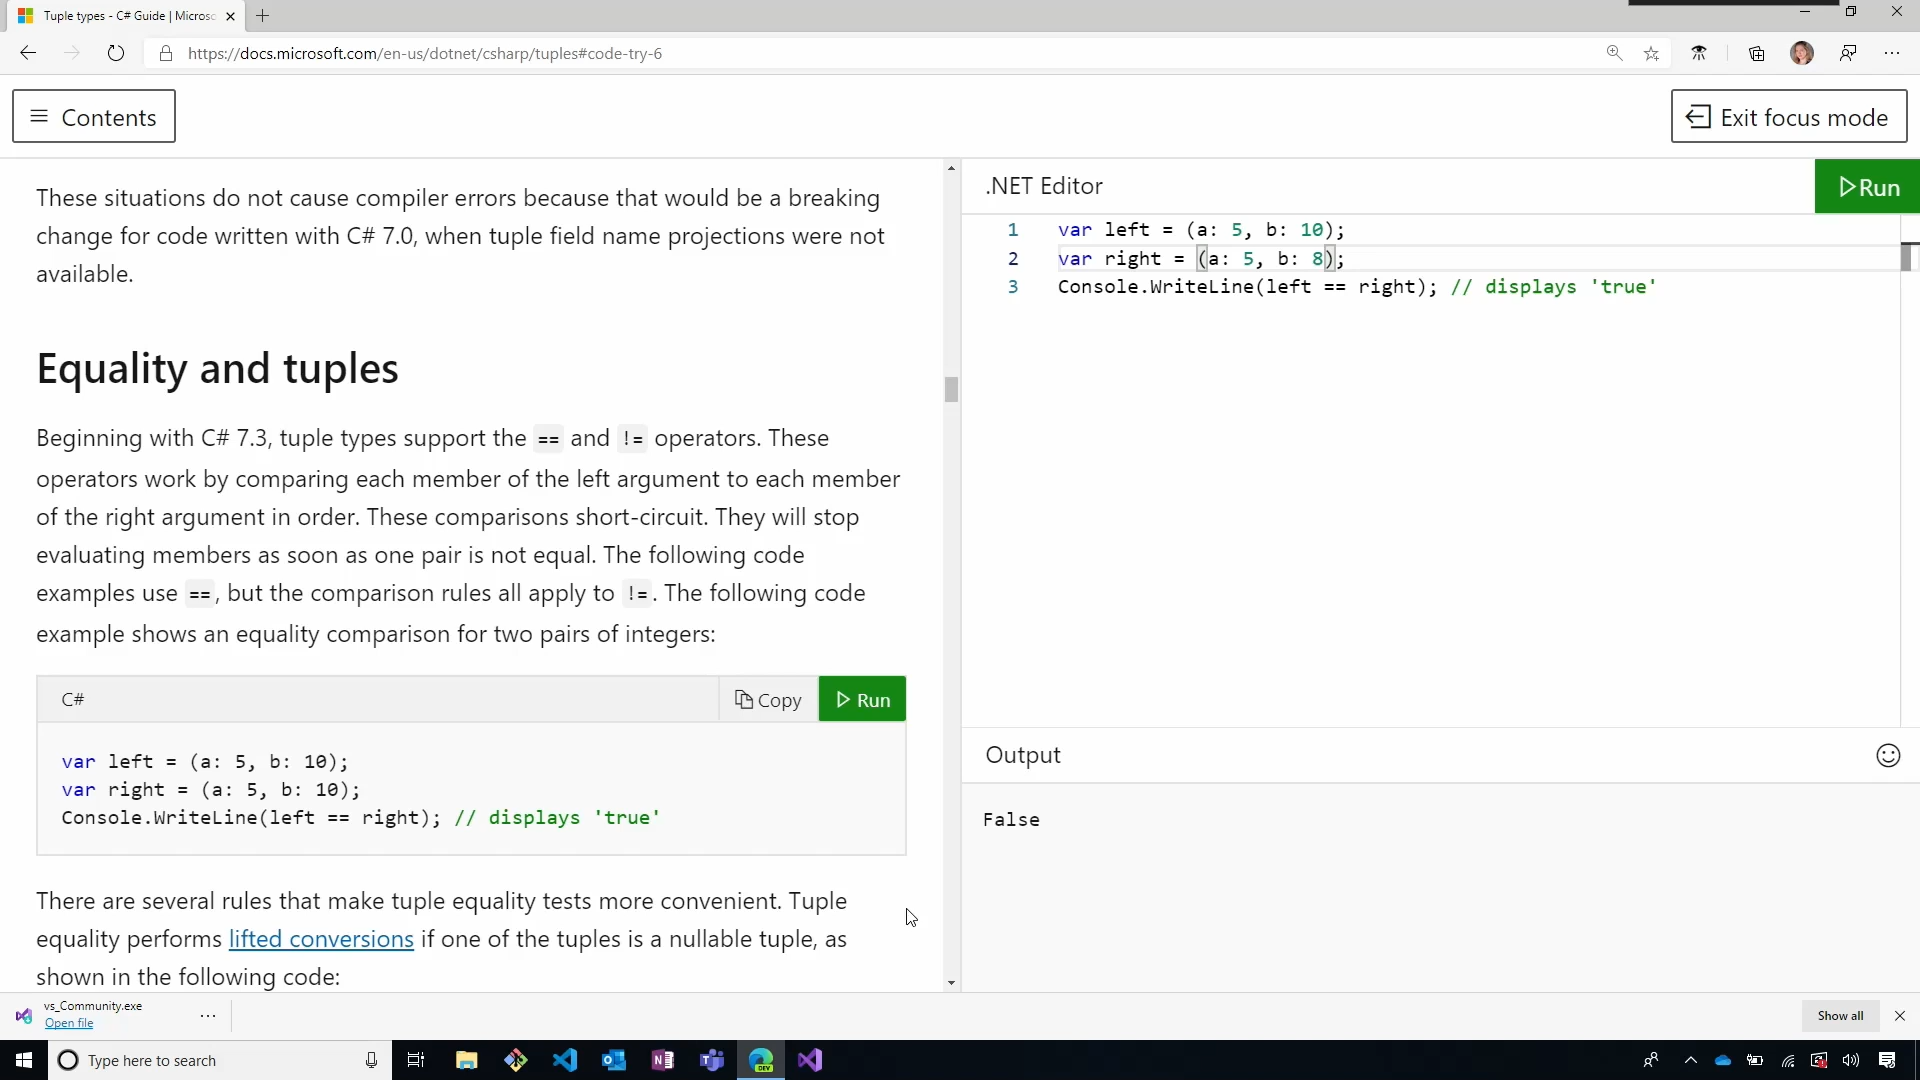 Tuple types - C# Guide | Microsc
https://docs.microsoft.com/en-us/dotnet/csharp/tuples#code-try-6
Contents
Exit focus mode
These situations do not cause compiler errors because that would be a breaking
change for code written with C# 7.0, when tuple field name projections were not
available.
Equality and tuples
Beginning with C# 7.3, tuple types support the == and != operators. These
operators work by comparing each member of the left argument to each member
of the right argument in order. These comparisons short-circuit. They will stop
evaluating members as soon as one pair is not equal. The following code
examples use ==, but the comparison rules all apply to !=. The following code
example shows an equality comparison for two pairs of integers:
C#
Copy
Run
var left = (a: 5, b: 10);
var right = (a: 5, b: 10);
Console.WriteLine(left == right); // displays 'true'
There are several rules that make tuple equality tests more convenient. Tuple
equality performs lifted conversions if one of the tuples is a nullable tuple, as
shown in the following code:
.NET Editor
Run
1 var left = (a: 5, b: 10);
2 var right = (a: 5, b: 8);
3 Console.WriteLine(left == right); // displays 'true'
Output
False
vs_Community.exe
Open file
Show all
Type here to search
DEV